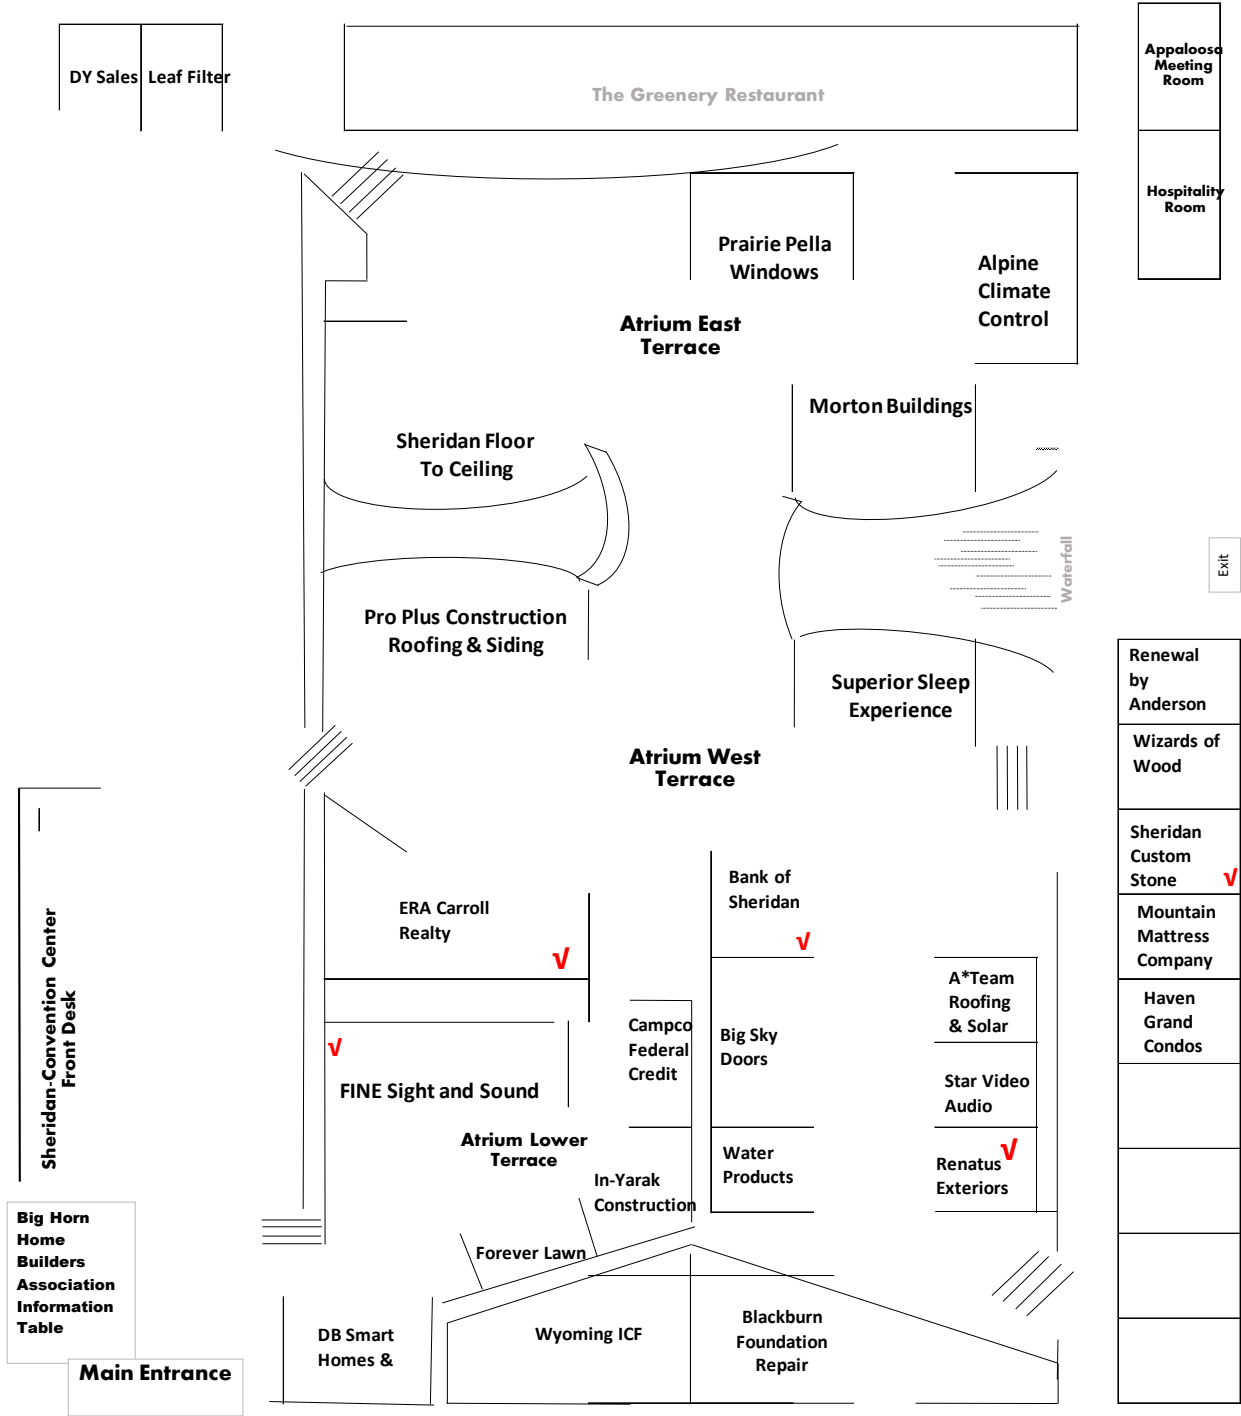 DY Sales
Leaf Filter
The Greenery Restaurant
Appaloosa
Meeting
Room
Hospitality
Room
Prairie Pella
Windows
Alpine
Climate
Control
Atrium East
Terrace
Morton Buildings
Sheridan Floor
To Ceiling
Waterfall
Exit
Pro Plus Construction
Roofing & Siding
Superior Sleep
Experience
Renewal
by
Anderson
Wizards of
Wood
Atrium West
Terrace
Sheridan
Custom
Stone √
Bank of
Sheridan
√
ERA Carroll
Realty
√
Mountain
Mattress
Company
Sheridan-Convention Center
Front Desk
A*Team
Roofing
& Solar
Haven
Grand
Condos
Campco
Federal
Credit
Big Sky
Doors
√
FINE Sight and Sound
Star Video
Audio
Atrium Lower
Terrace
Water
Products
√
Renatus
Exteriors
In-Yarak
Construction
Forever Lawn
Big Horn
Home
Builders
Association
Information
Table
DB Smart
Homes &
Wyoming ICF
Blackburn
Foundation
Repair
Main Entrance